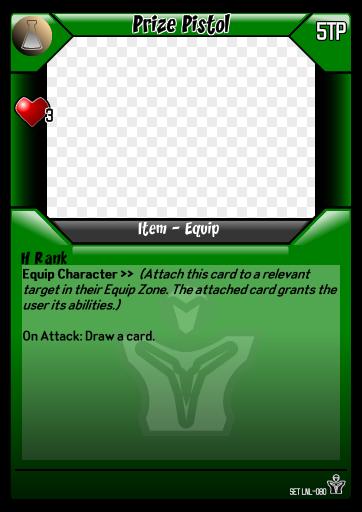 Prize Pistol
5TP
3
Item - Equip
H Rank
Equip Character >> (Attach this card to a relevant
target in their Equip Zone. The attached card grants the
user its abilities.)
On Attack: Draw a card.
SET LNL-080